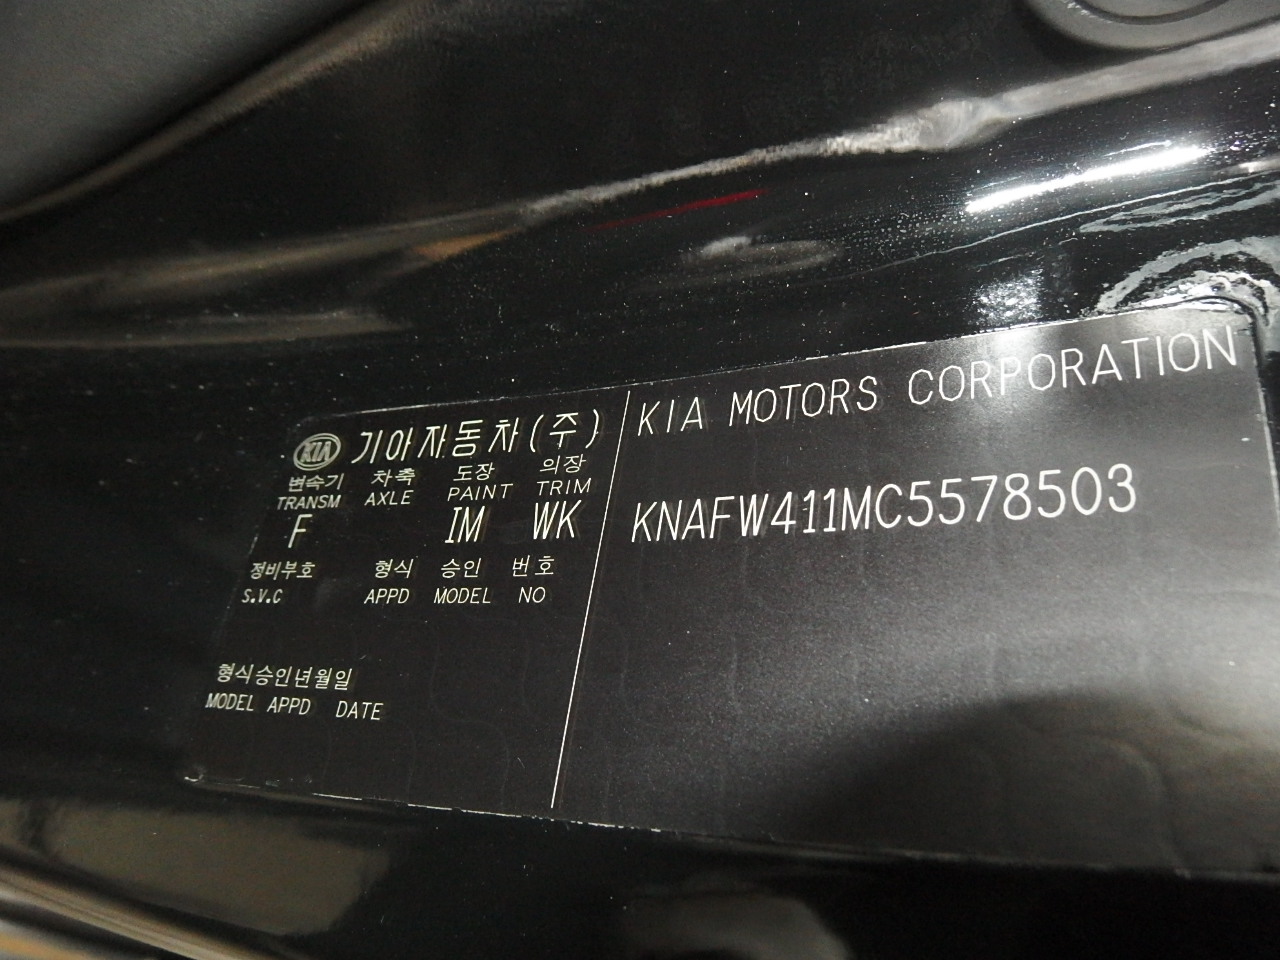 KIA 기아자동차(주)
변속기 차축 도장 의장
TRANSM AXLE PAINT TRIM
F IM WK
정비부호 형식 승인 번호
S.V.C APPD MODEL NO
형식승인년월일
MODEL APPD DATE
KIA MOTORS CORPORATION
KNAFW411MC5578503